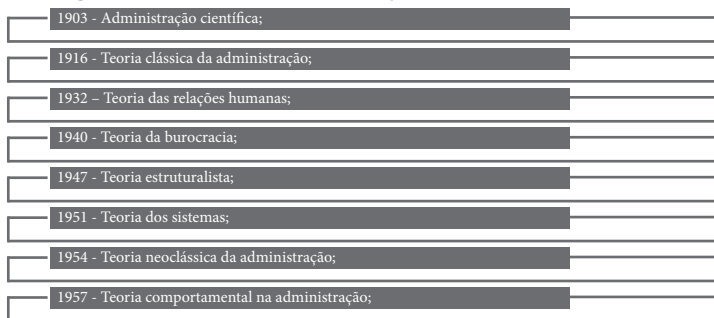 1903 - Administração científica;
1916 - Teoria clássica da administração;
1932 – Teoria das relações humanas;
1940 - Teoria da burocracia;
1947 - Teoria estruturalista;
1951 - Teoria dos sistemas;
1954 - Teoria neoclássica da administração;
1957 - Teoria comportamental na administração;